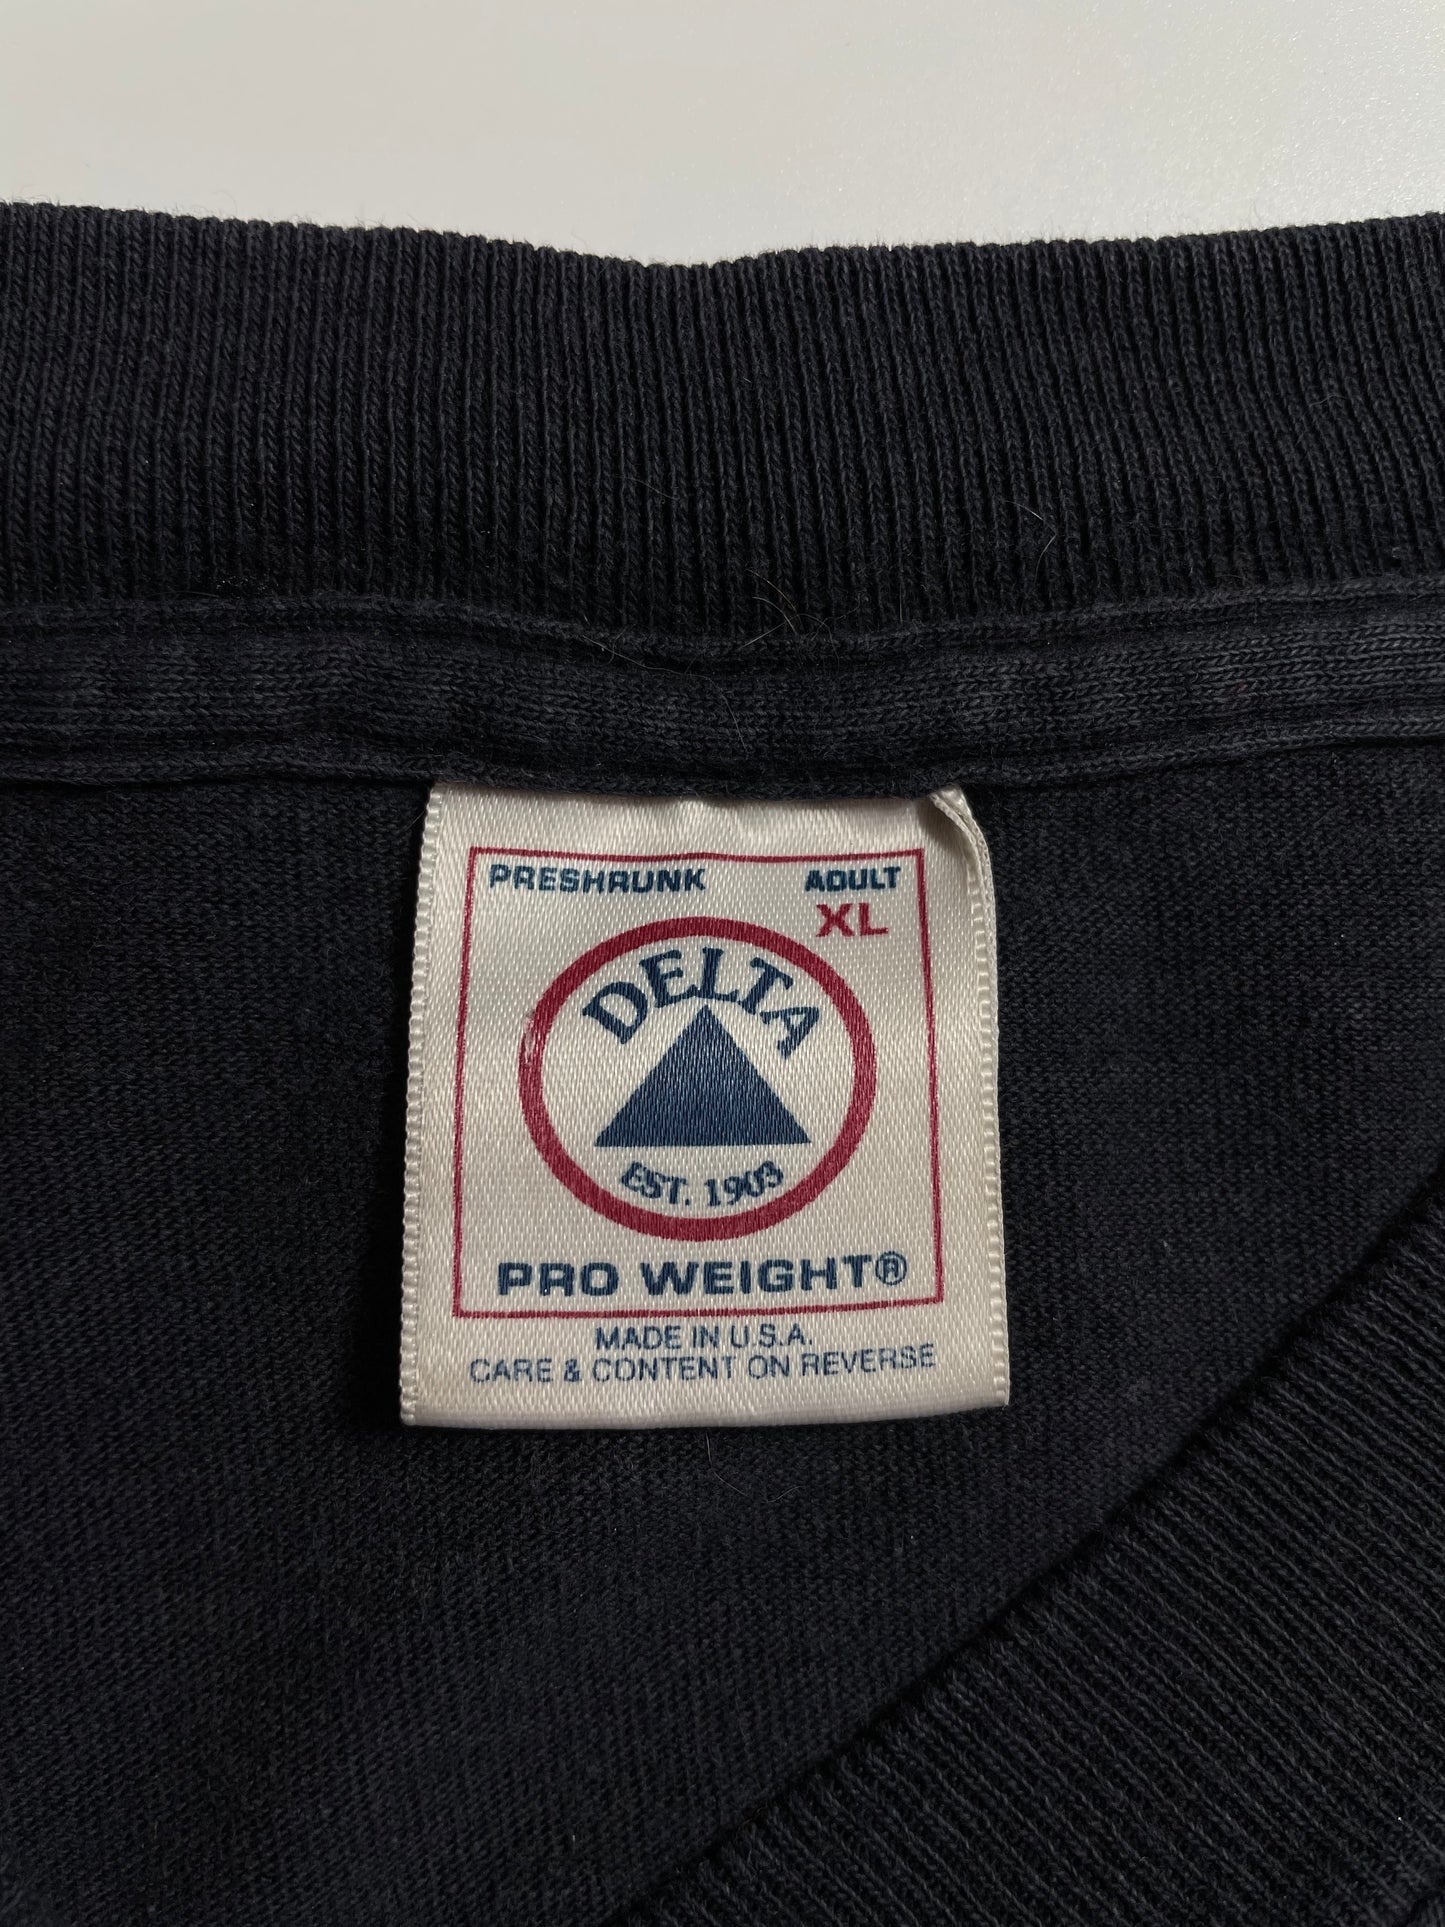 PRESHRUNK ADULT
XL
DELTA
EST. 1903
PRO WEIGHT®
MADE IN U.S.A.
CARE & CONTENT ON REVERSE